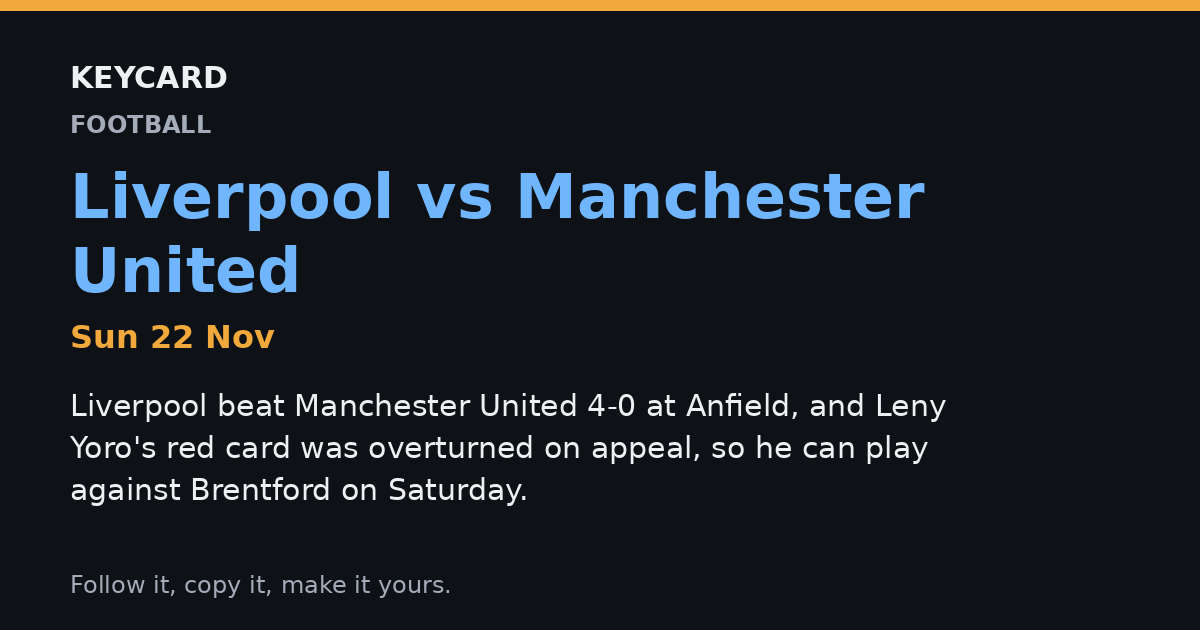 KEYCARD
FOOTBALL
Liverpool vs Manchester
United
Sun 22 Nov
Liverpool beat Manchester United 4-0 at Anfield, and Leny
Yoro's red card was overturned on appeal, so he can play
against Brentford on Saturday.
Follow it, copy it, make it yours.